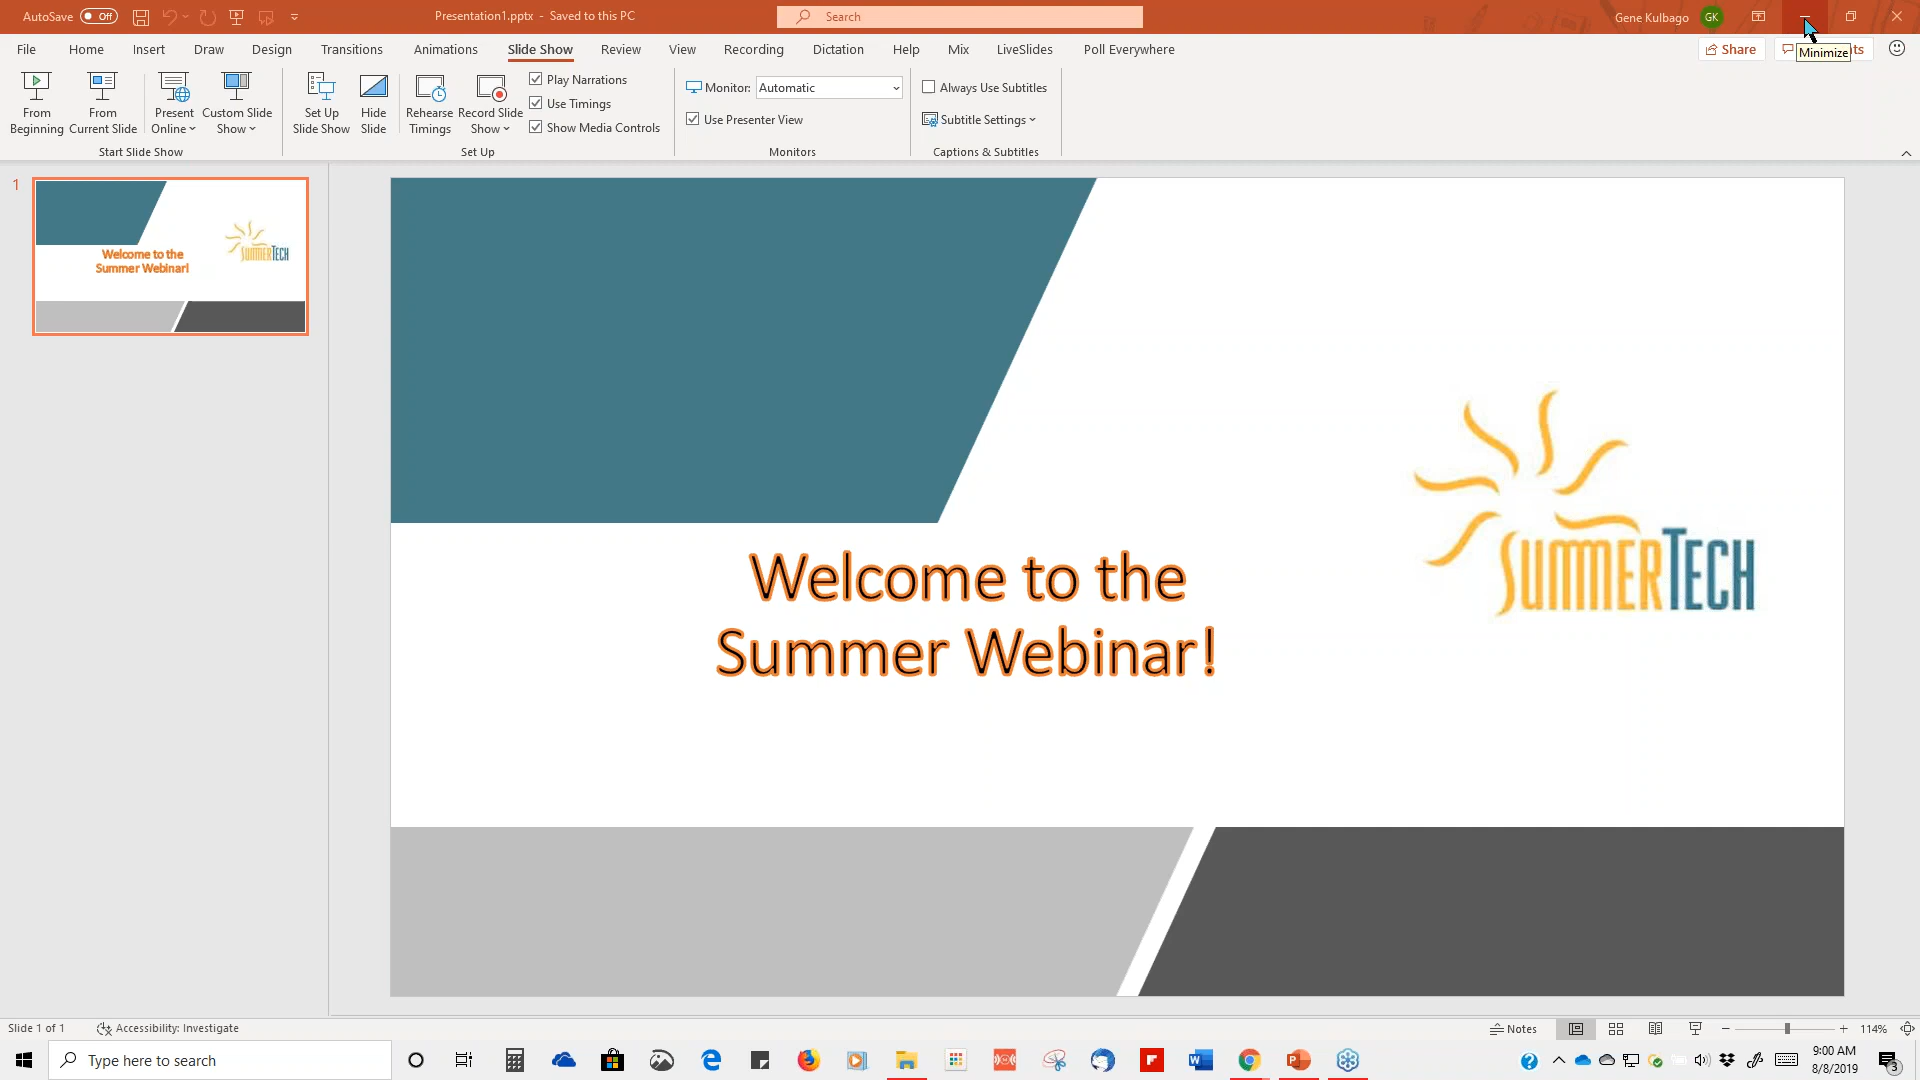 AutoSave Off
Presentation1.pptx - Saved to this PC
Search
Gene Kulbago GK
File Home Insert Draw Design Transitions Animations Slide Show Review View Recording Dictation Help Mix LiveSlides Poll Everywhere
Share
Minimize
From Beginning
From Current Slide
Present Online
Custom Slide Show
Start Slide Show
Set Up Slide Show
Hide Slide
Rehearse Timings
Record Slide Show
Play Narrations
Use Timings
Show Media Controls
Set Up
Monitor: Automatic
Use Presenter View
Monitors
Always Use Subtitles
Subtitle Settings
Captions & Subtitles
1
Welcome to the
Summer Webinar!
SUMMERTECH
Welcome to the
Summer Webinar!
SUMMERTECH
Slide 1 of 1
Accessibility: Investigate
Notes
114%
Type here to search
9:00 AM
8/8/2019
3